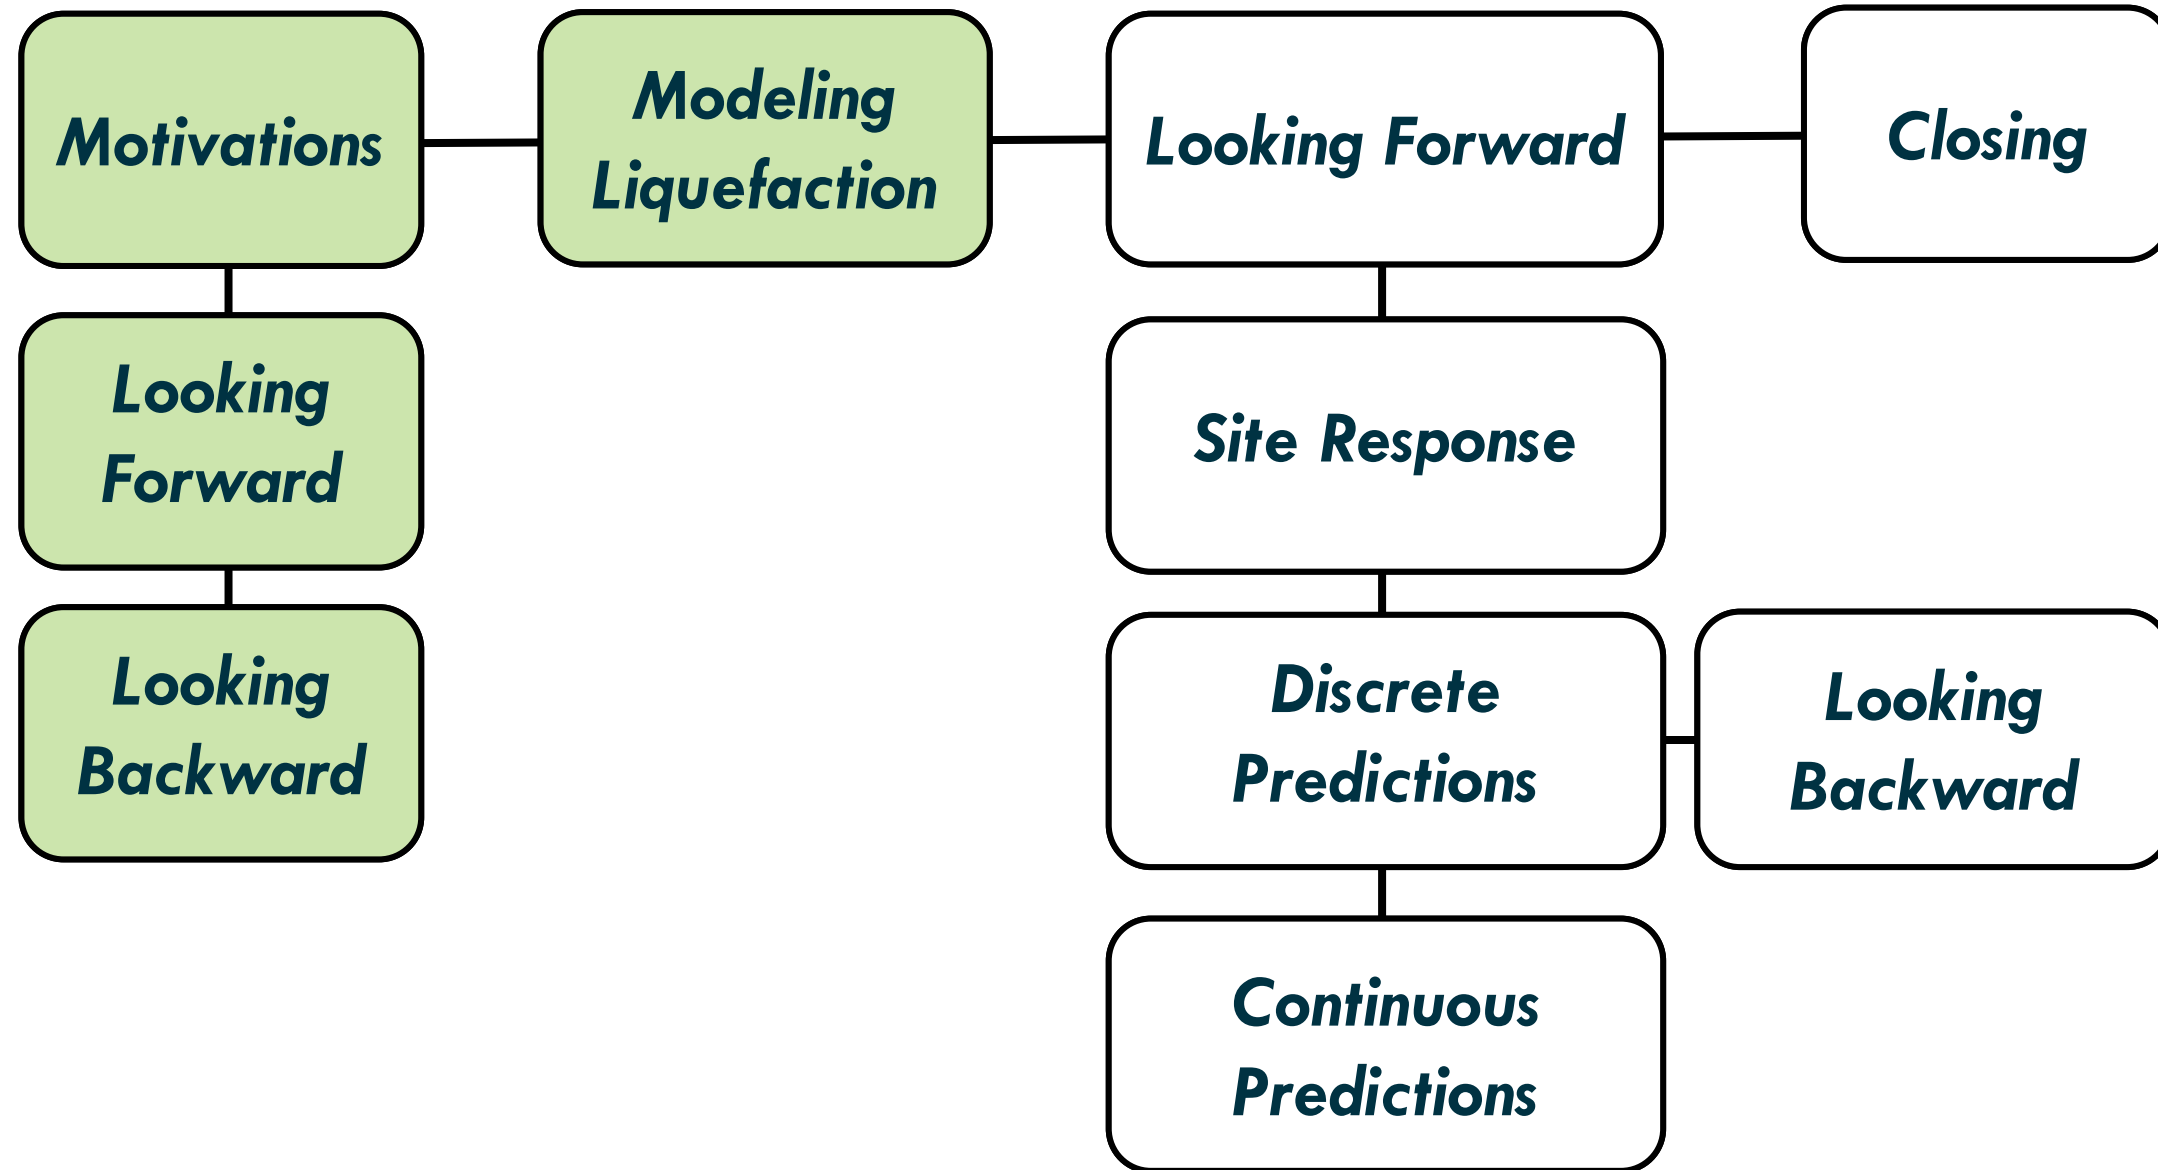 Motivations
Modeling
Liquefaction
Looking Forward
Closing
Looking
Forward
Site Response
Looking
Backward
Discrete
Predictions
Looking
Backward
Continuous
Predictions